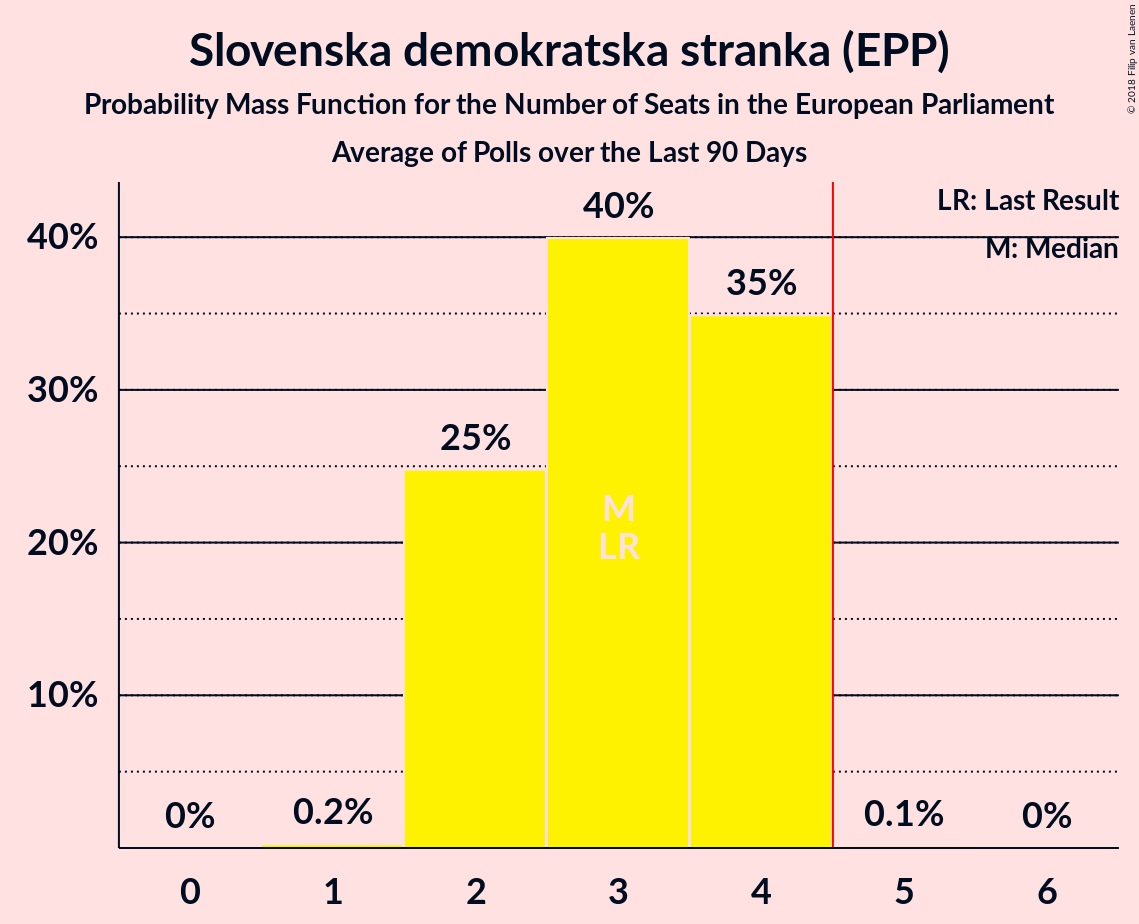 Slovenska demokratska stranka (EPP)
Probability Mass Function for the Number of Seats in the European Parliament
Average of Polls over the Last 90 Days
© 2018 Filip van Laenen
LR: Last Result
M: Median
40%
30%
20%
10%
0%
0.2%
25%
40%
35%
0.1%
0%
M
LR
0 1 2 3 4 5 6